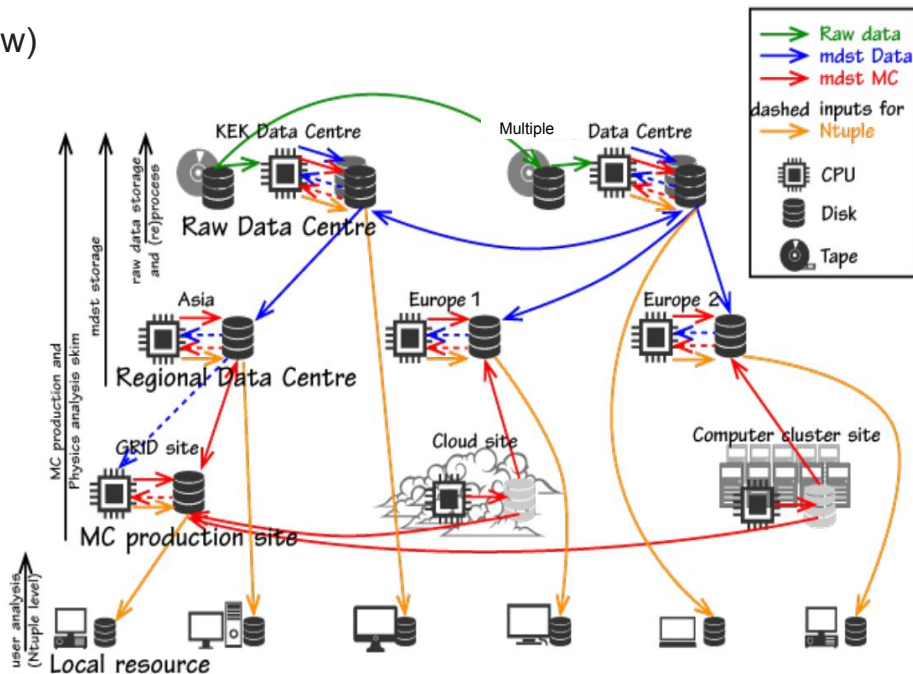 w)
Raw data
mdst Data
mdst MC
dashed inputs for
Ntuple
CPU
Disk
Tape
KEK Data Centre
Multiple
Data Centre
Raw Data Centre
raw data storage
and (re)process
mdst storage
MC production and
Physics analysis skim
Asia
Europe 1
Europe 2
Regional Data Centre
GRID site
Cloud site
Computer cluster site
MC production site
user analysis
(Ntuple level)
Local resource